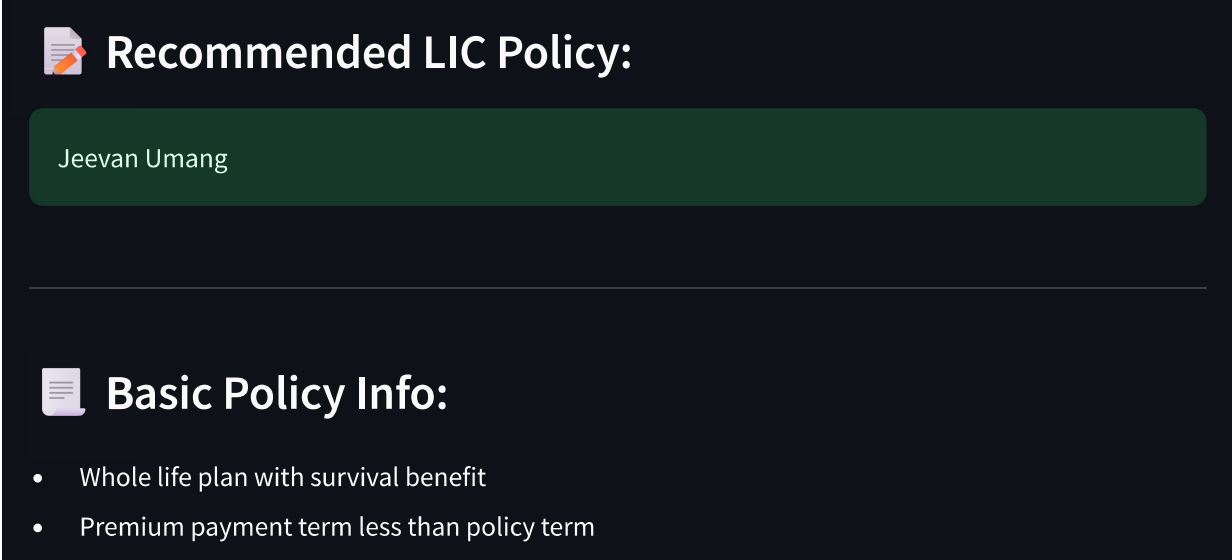 Recommended LIC Policy:
Jeevan Umang
Basic Policy Info:
Whole life plan with survival benefit
Premium payment term less than policy term